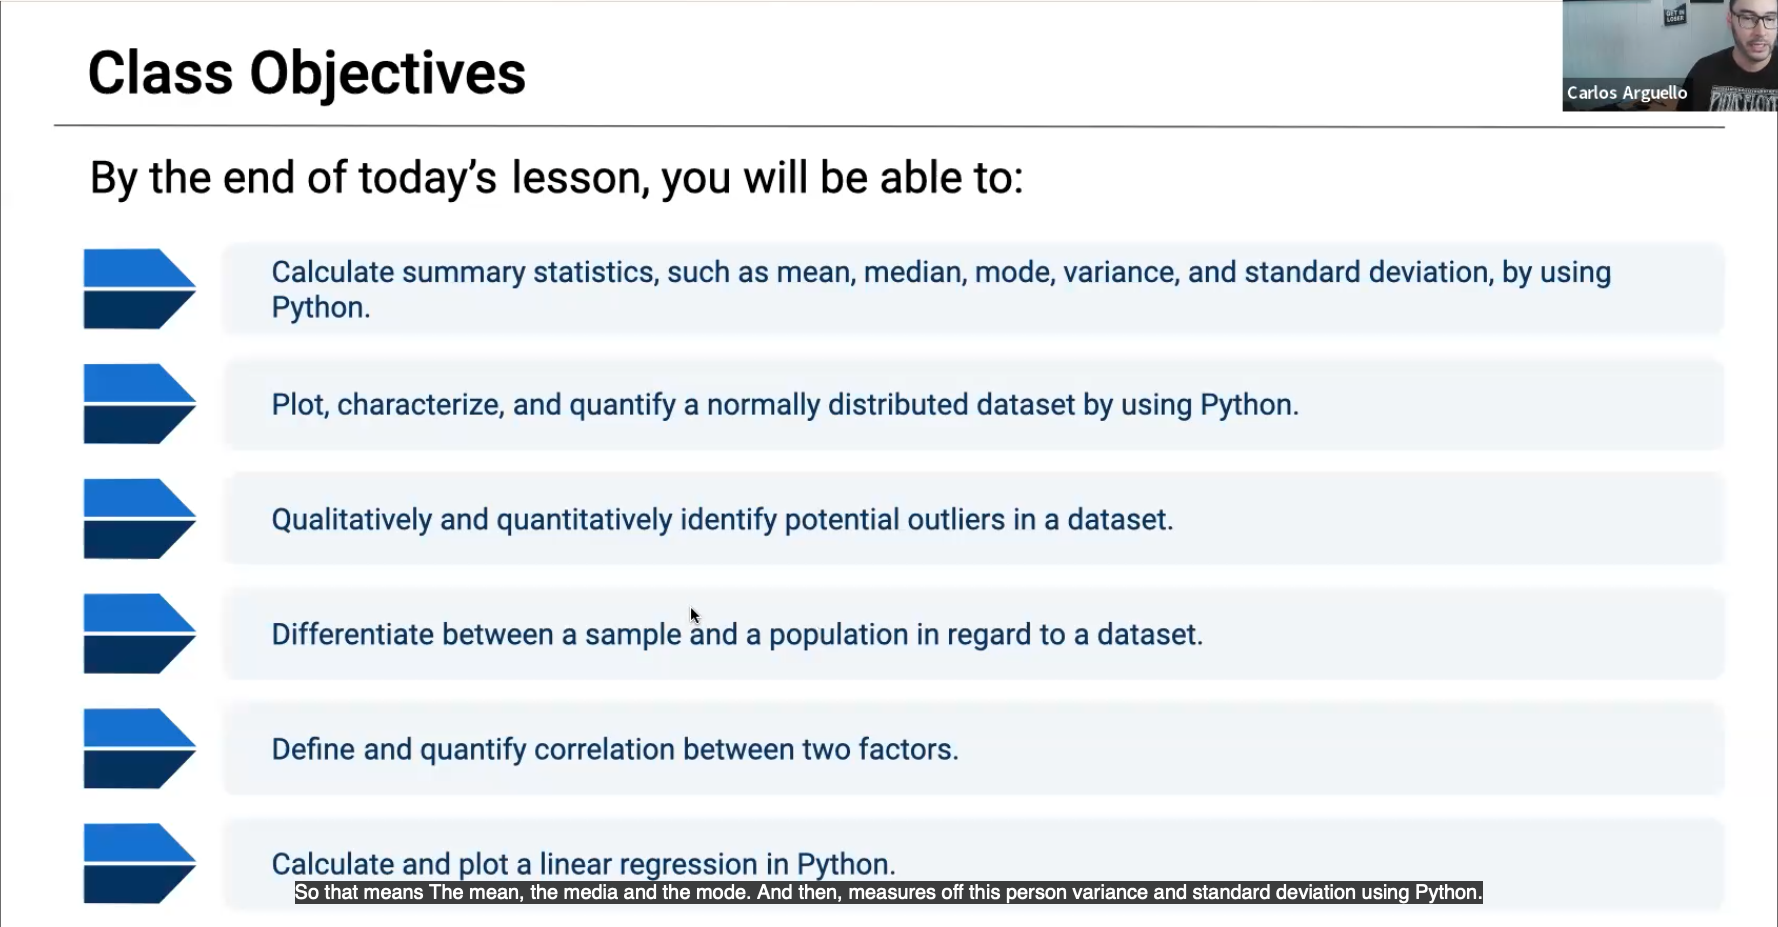 Class Objectives
GET IN
LOSER
Carlos Arguello
By the end of today’s lesson, you will be able to:
Calculate summary statistics, such as mean, median, mode, variance, and standard deviation, by using
Python.
Plot, characterize, and quantify a normally distributed dataset by using Python.
Qualitatively and quantitatively identify potential outliers in a dataset.
Differentiate between a sample and a population in regard to a dataset.
Define and quantify correlation between two factors.
Calculate and plot a linear regression in Python.
So that means The mean, the media and the mode. And then, measures off this person variance and standard deviation using Python.